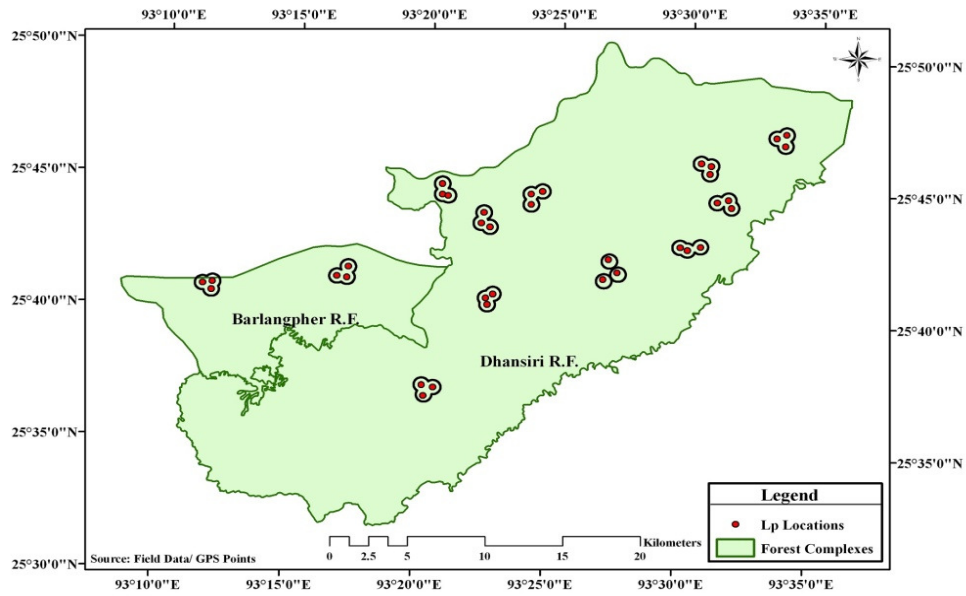 93°10'0"E 93°15'0"E 93°20'0"E 93°25'0"E 93°30'0"E 93°35'0"E
25°50'0"N
25°50'0"N
N
25°45'0"N
25°45'0"N
25°40'0"N
25°40'0"N
Barlangpher R.F.
Dhansiri R.F.
25°35'0"N
25°35'0"N
Legend
Lp Locations
Forest Complexes
Kilometers
0 2.5 5 10 15 20
Source: Field Data/ GPS Points
25°30'0"N
93°10'0"E 93°15'0"E 93°20'0"E 93°25'0"E 93°30'0"E 93°35'0"E